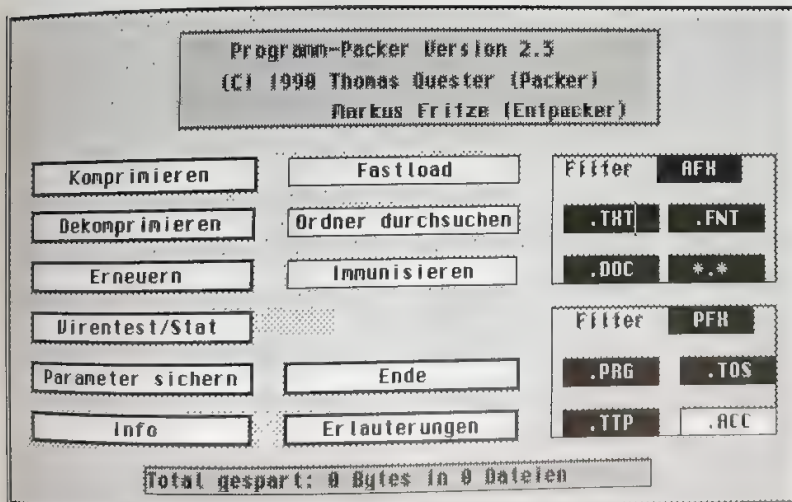 Programm-Packer Version 2.3
(C) 1990 Thomas Quester (Packer)
Markus Fritze (Entpacker)
Komprimieren
Fastload
Filter AFX
Dekomprimieren
Ordner durchsuchen
.TXT .FNT
Erneuern
Immunisieren
.DOC *.*
Virentest/Stat
Filter PFX
Parameter sichern
Ende
.PRG .TOS
Info
Erlauterungen
.TTP .ACC
Total gespart: 0 Bytes in 0 Dateien